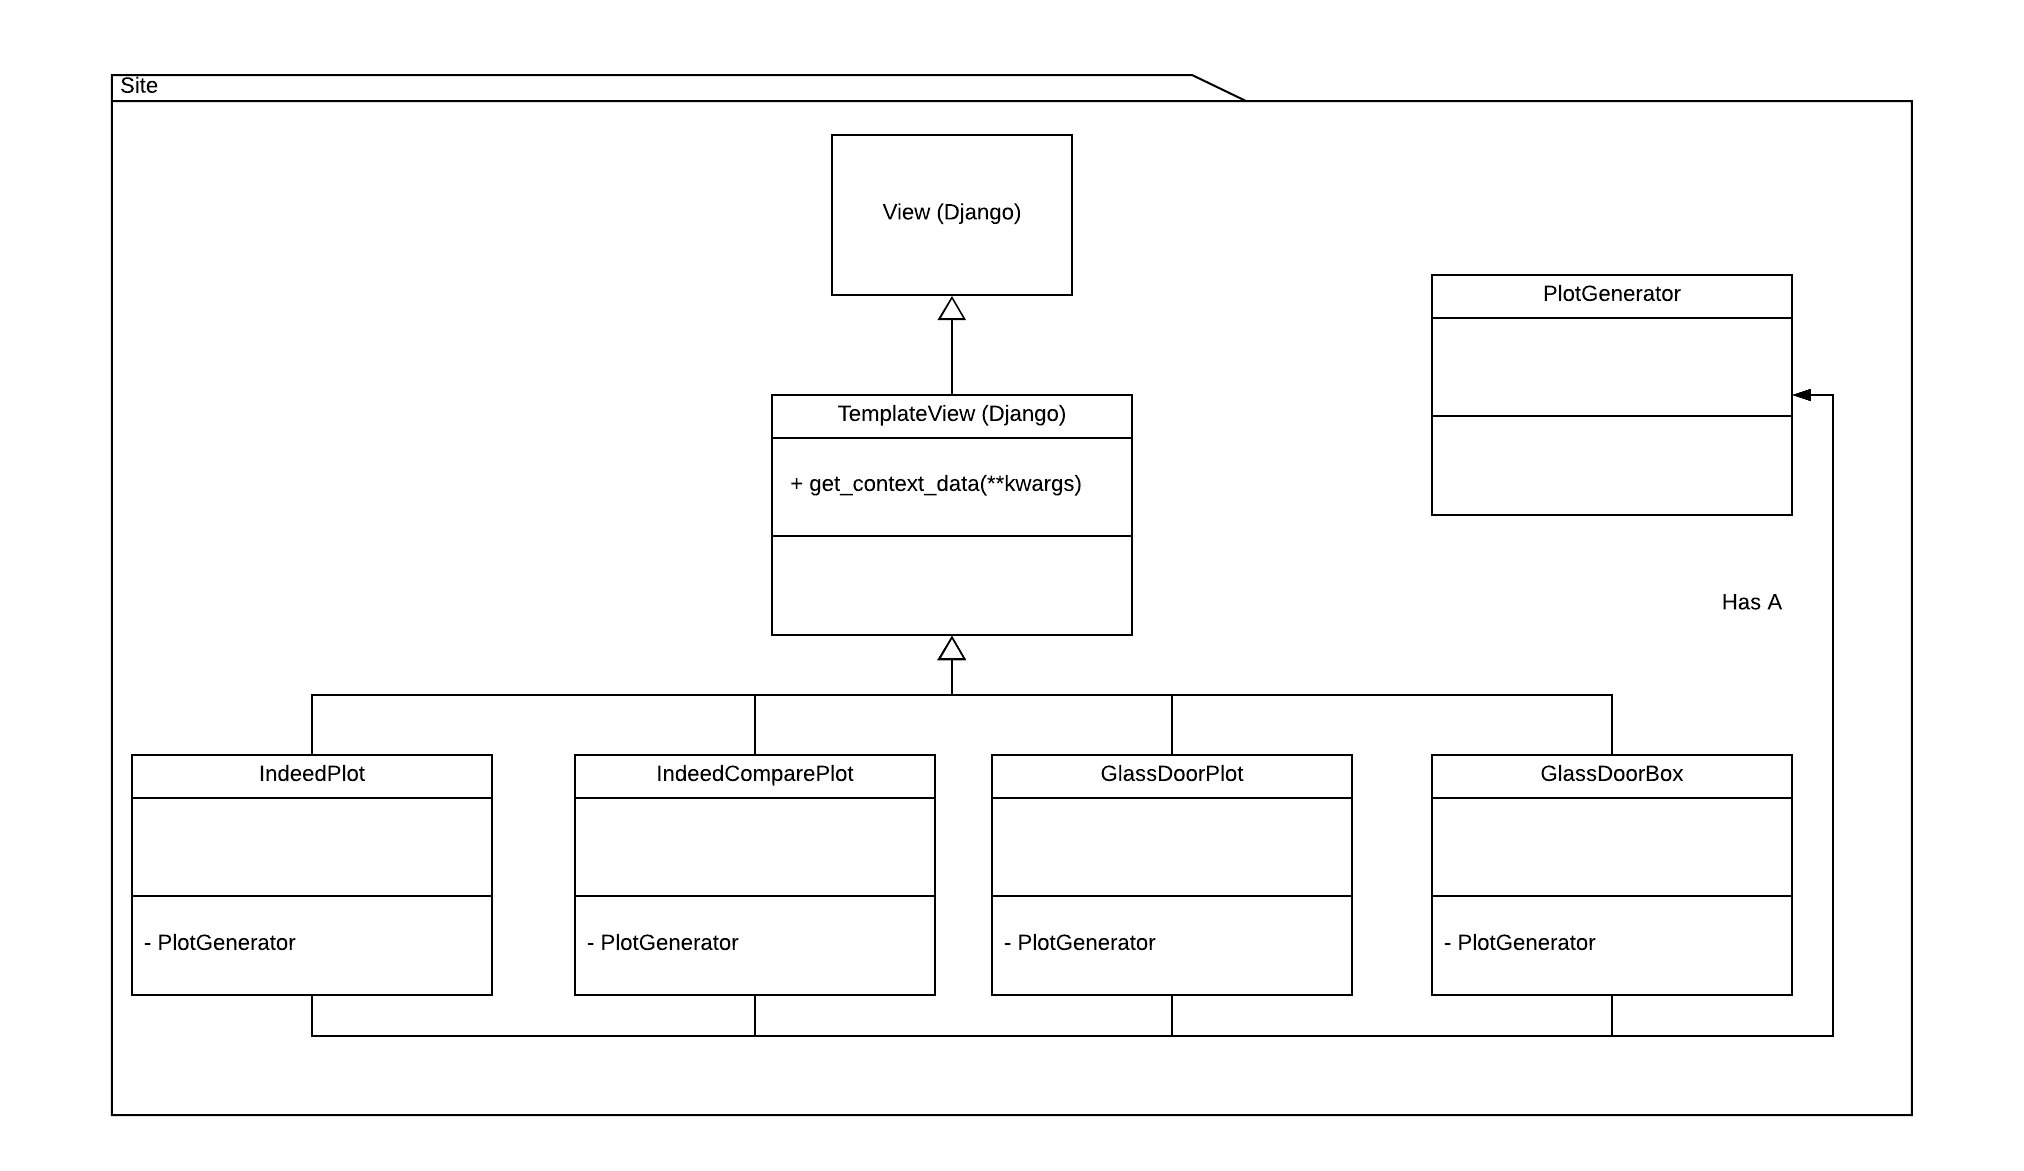 Site
View (Django)
PlotGenerator
TemplateView (Django)
+ get_context_data(**kwargs)
Has A
IndeedPlot
IndeedComparePlot
GlassDoorPlot
GlassDoorBox
- PlotGenerator
- PlotGenerator
- PlotGenerator
- PlotGenerator